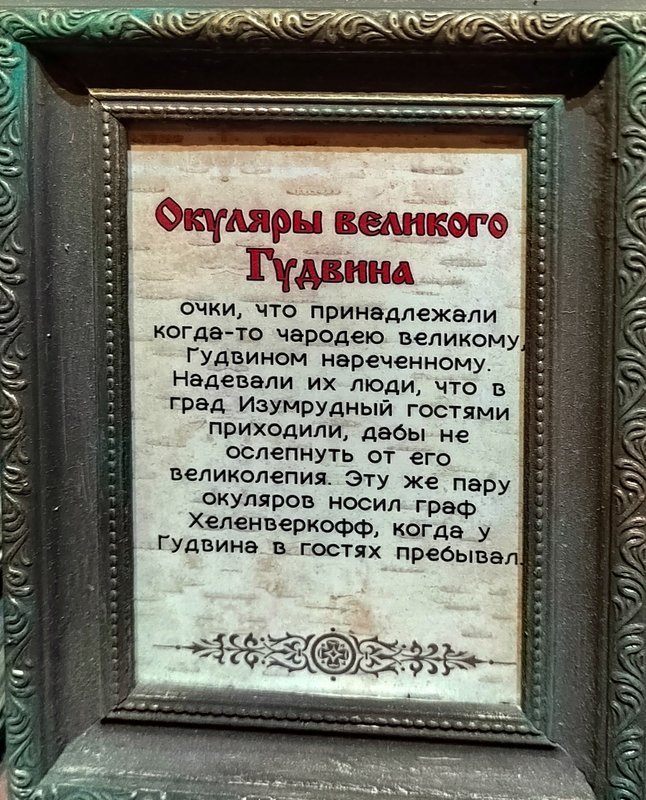 Окуляры великого
Гудвина
очки, что принадлежали
когда-то чародею великому,
Гудвином нареченному.
Надевали их люди, что в
град Изумрудный гостями
приходили, дабы не
ослепнуть от его
великолепия. Эту же пару
окуляров носил граф
Хеленверкофф, когда у
Гудвина в гостях пребывал.